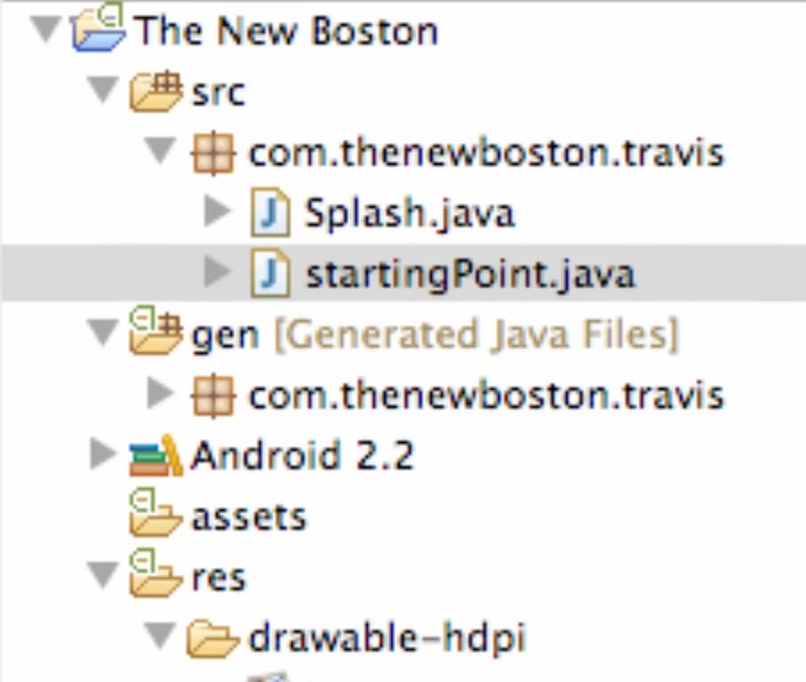 The New Boston
src
com.thenewboston.travis
Splash.java
startingPoint.java
gen [Generated Java Files]
com.thenewboston.travis
Android 2.2
assets
res
drawable-hdpi